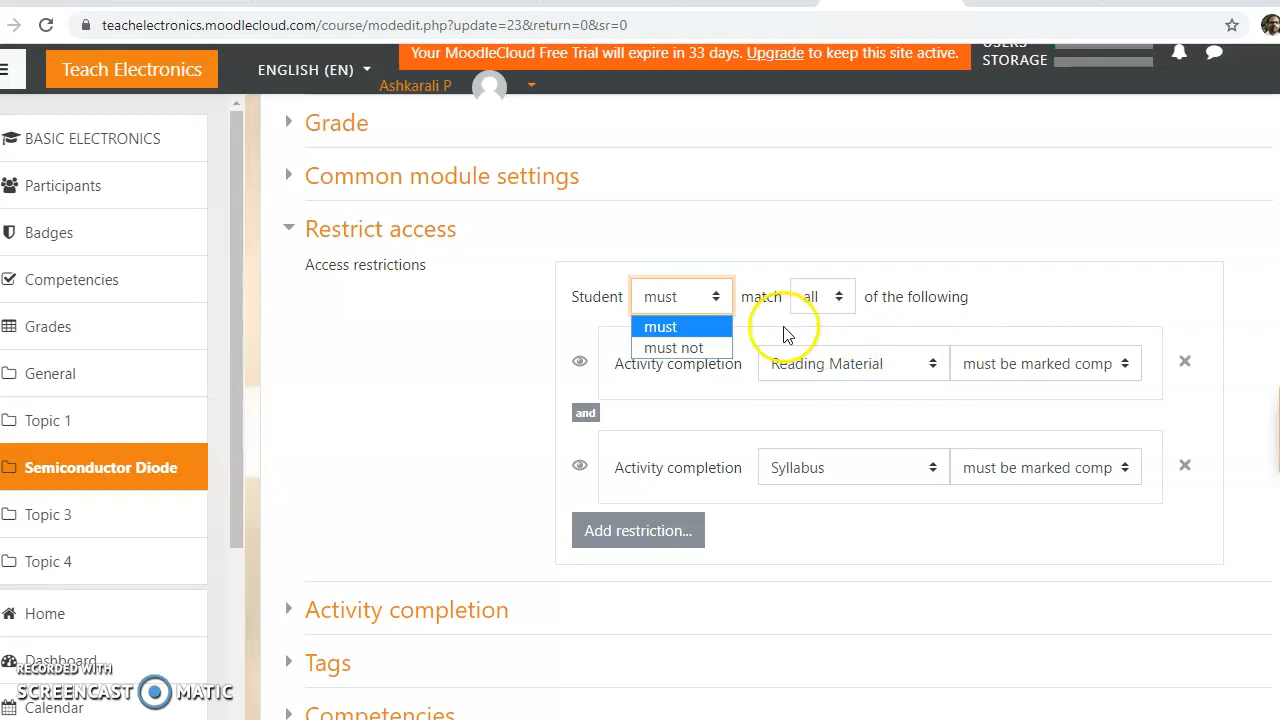 teachelectronics.moodlecloud.com/course/modedit.php?update=23&return=0&sr=0
Your MoodleCloud Free Trial will expire in 33 days. Upgrade to keep this site active.
USERS
STORAGE
Teach Electronics
ENGLISH (EN)
Ashkarali P
BASIC ELECTRONICS
Participants
Badges
Competencies
Grades
General
Topic 1
Semiconductor Diode
Topic 3
Topic 4
Home
Dashboard
Calendar
Grade
Common module settings
Restrict access
Access restrictions
Student must match all of the following
must
must not
Activity completion Reading Material must be marked comp
and
Activity completion Syllabus must be marked comp
Add restriction...
Activity completion
Tags
Competencies
RECORDED WITH
SCREENCAST MATIC